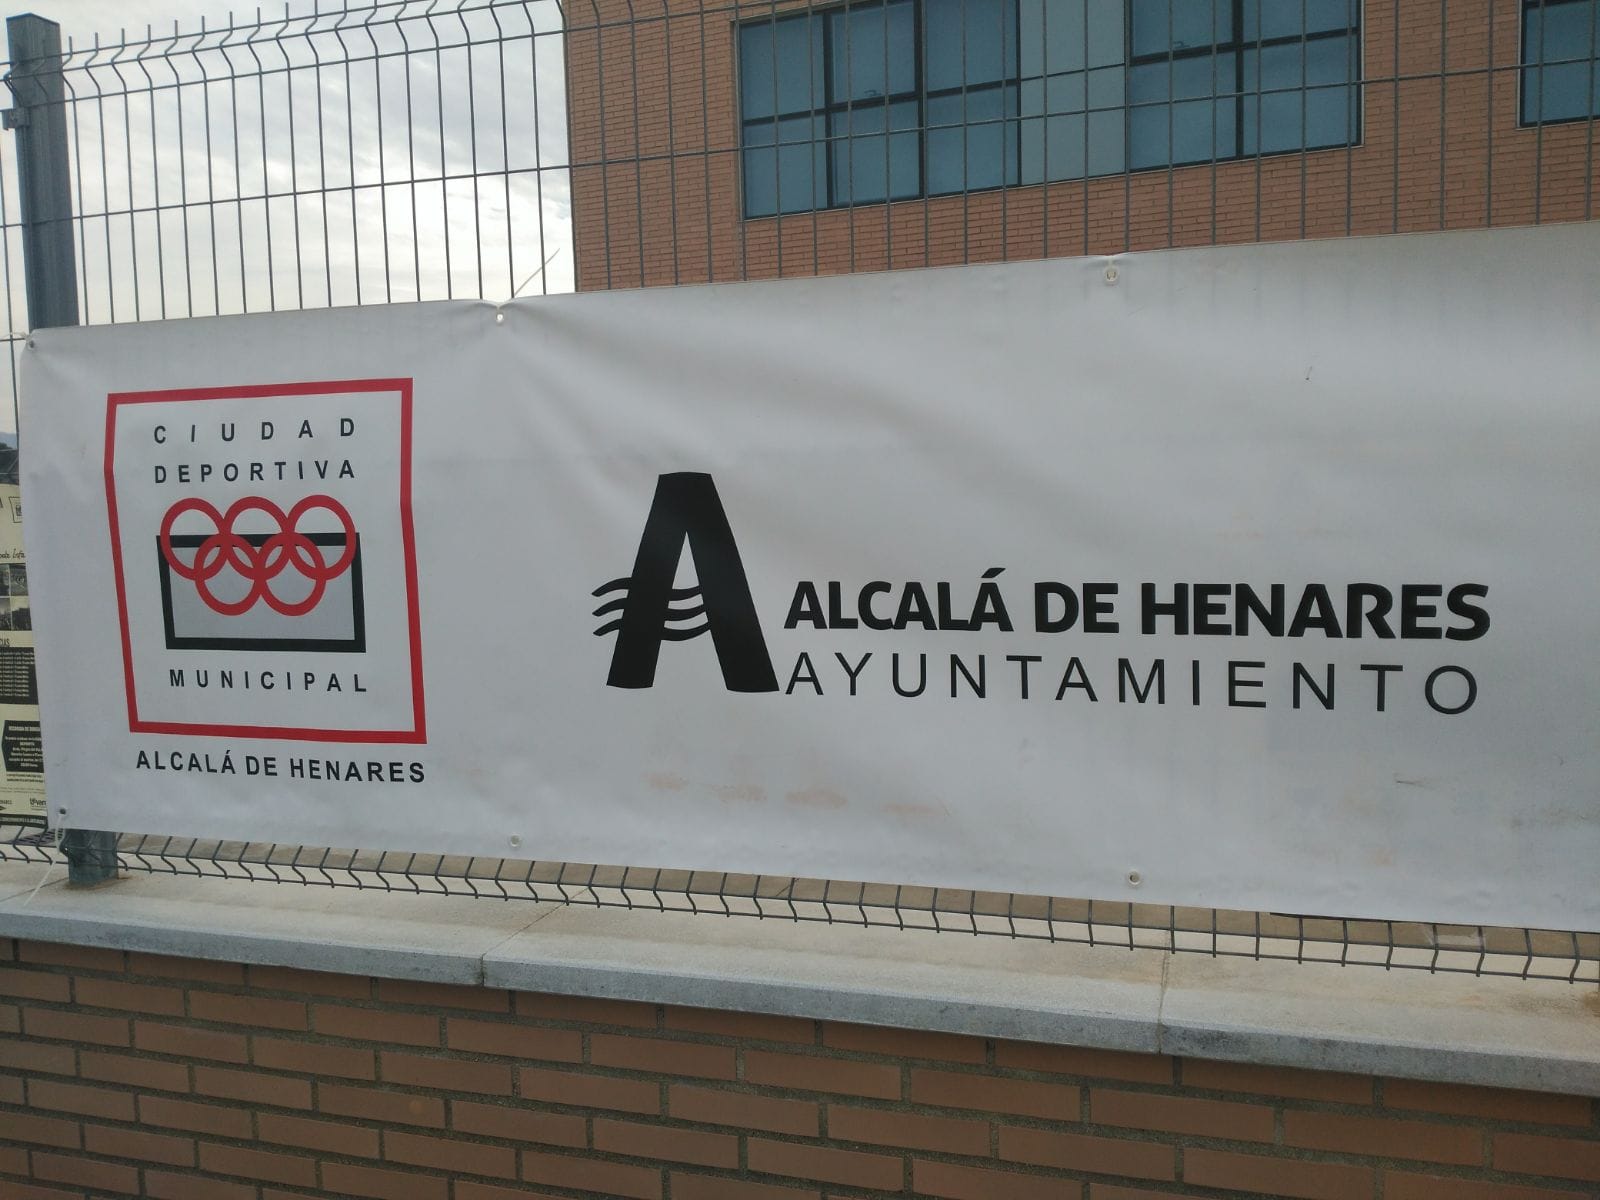 CIUDAD
DEPORTIVA
MUNICIPAL
ALCALÁ DE HENARES
ALCALÁ DE HENARES
AYUNTAMIENTO